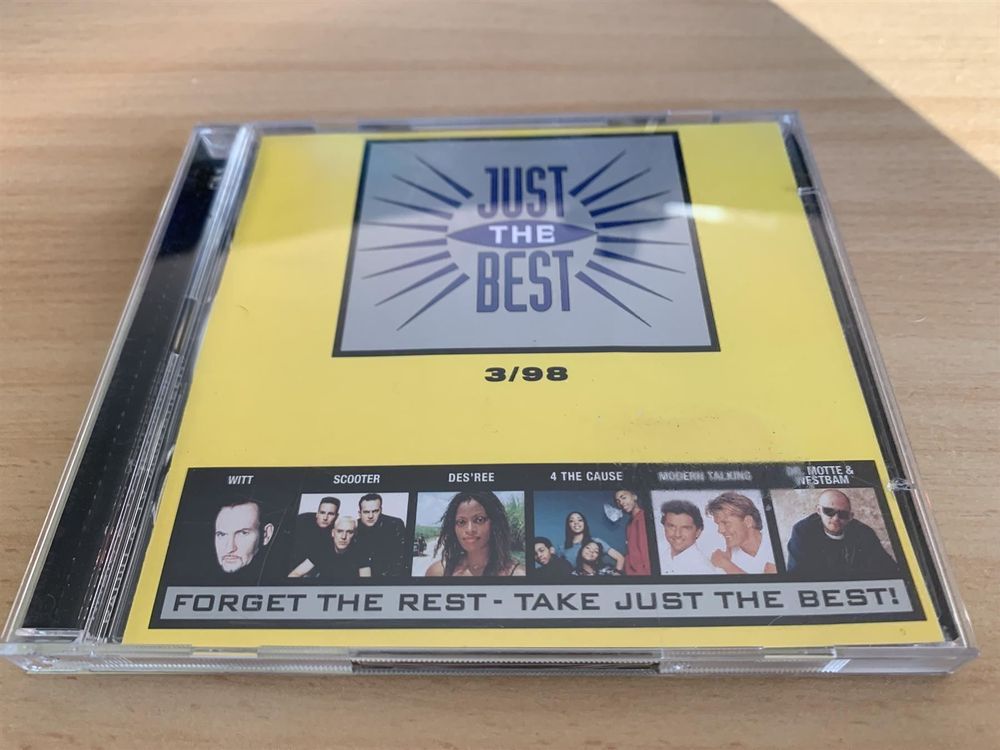 JUST
THE
BEST
3/98
WITT
SCOOTER
DES'REE
4 THE CAUSE
MODERN TALKING
DR. MOTTE &
WESTBAM
FORGET THE REST - TAKE JUST THE BEST!